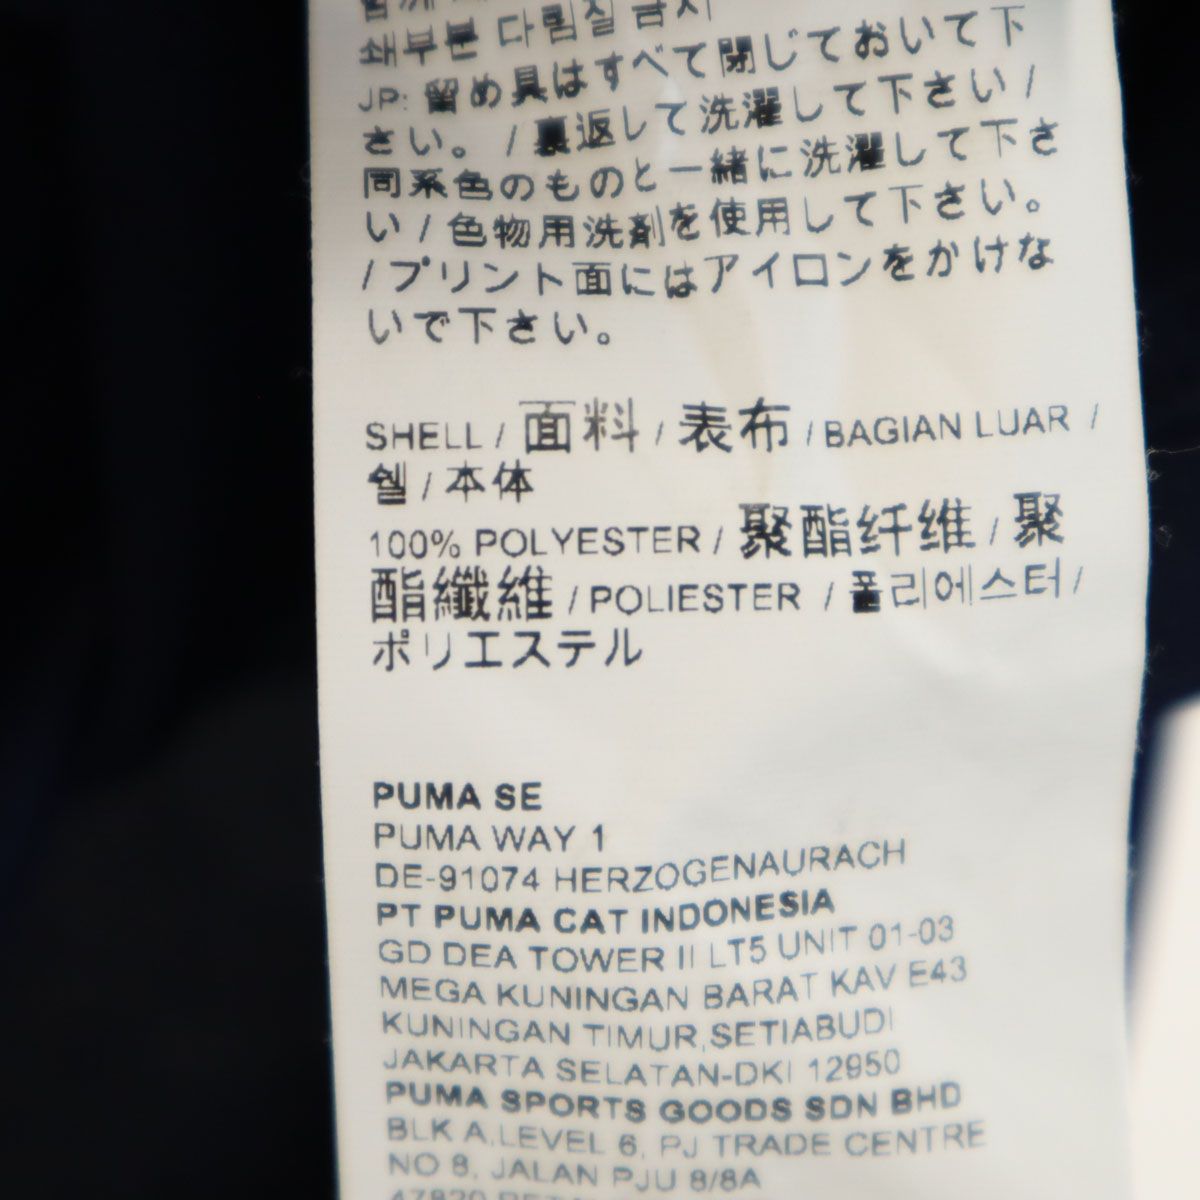 쇄부분 다림질 금지
JP: 留め具はすべて閉じておいて下
さい。 / 裏返して洗濯して下さい /
同系色のものと一緒に洗濯して下さ
い / 色物用洗剤を使用して下さい。
/ プリント面にはアイロンをかけな
いで下さい。
SHELL / 面料 / 表布 / BAGIAN LUAR /
쉘 / 本体
100% POLYESTER / 聚酯纤维 / 聚
酯纖維 / POLIESTER / 폴리에스터 /
ポリエステル
PUMA SE
PUMA WAY 1
DE-91074 HERZOGENAURACH
PT PUMA CAT INDONESIA
GD DEA TOWER II LT5 UNIT 01-03
MEGA KUNINGAN BARAT KAV E43
KUNINGAN TIMUR,SETIABUDI
JAKARTA SELATAN-DKI 12950
PUMA SPORTS GOODS SDN BHD
BLK A,LEVEL 6, PJ TRADE CENTRE
NO 8, JALAN PJU 8/8A
47820